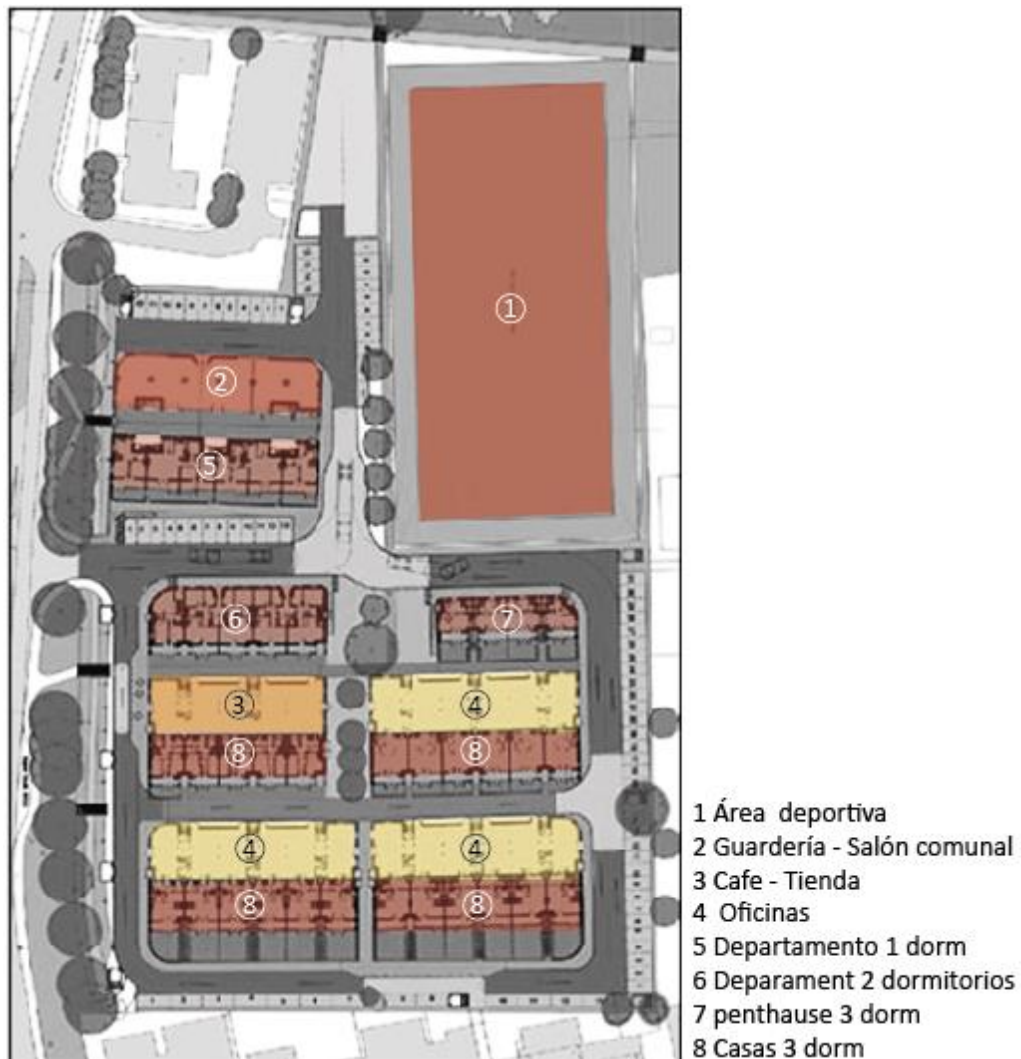 1
2
5
6
7
3
4
8
8
4
4
8
8
1 Área deportiva
2 Guardería - Salón comunal
3 Cafe - Tienda
4 Oficinas
5 Departamento 1 dorm
6 Deparament 2 dormitorios
7 penthause 3 dorm
8 Casas 3 dorm